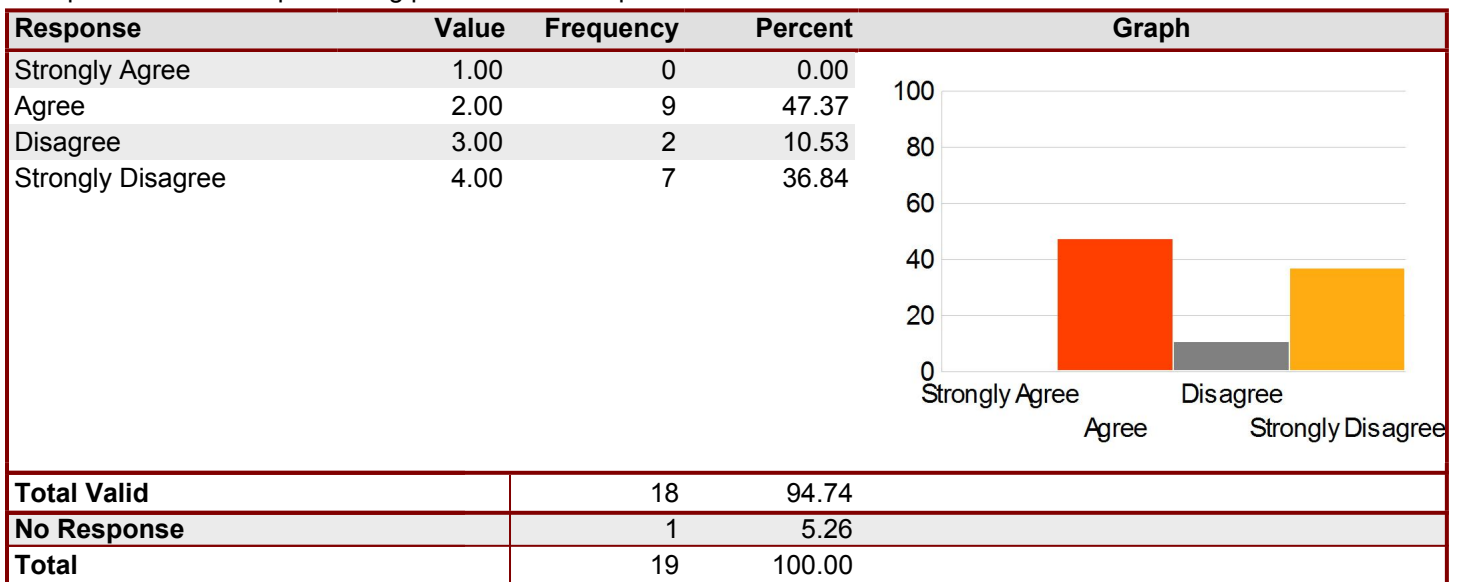 Response Value Frequency Percent Graph
Strongly Agree 1.00 0 0.00
Agree 2.00 9 47.37
Disagree 3.00 2 10.53
Strongly Disagree 4.00 7 36.84
100
80
60
40
20
0
Strongly Agree Disagree
Agree Strongly Disagree
Total Valid 18 94.74
No Response 1 5.26
Total 19 100.00